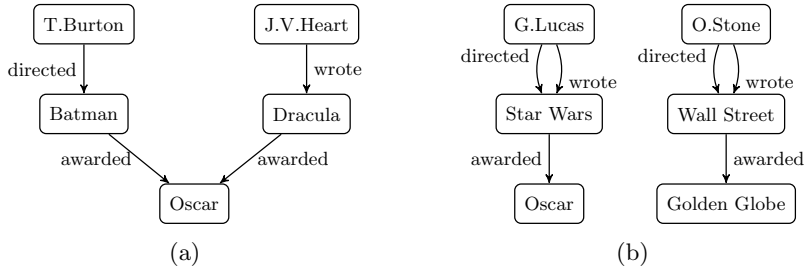 T.Burton
J.V.Heart
G.Lucas
O.Stone
directed
wrote
directed
wrote
directed
wrote
Batman
Dracula
Star Wars
Wall Street
awarded
awarded
awarded
awarded
Oscar
Oscar
Golden Globe
(a)
(b)